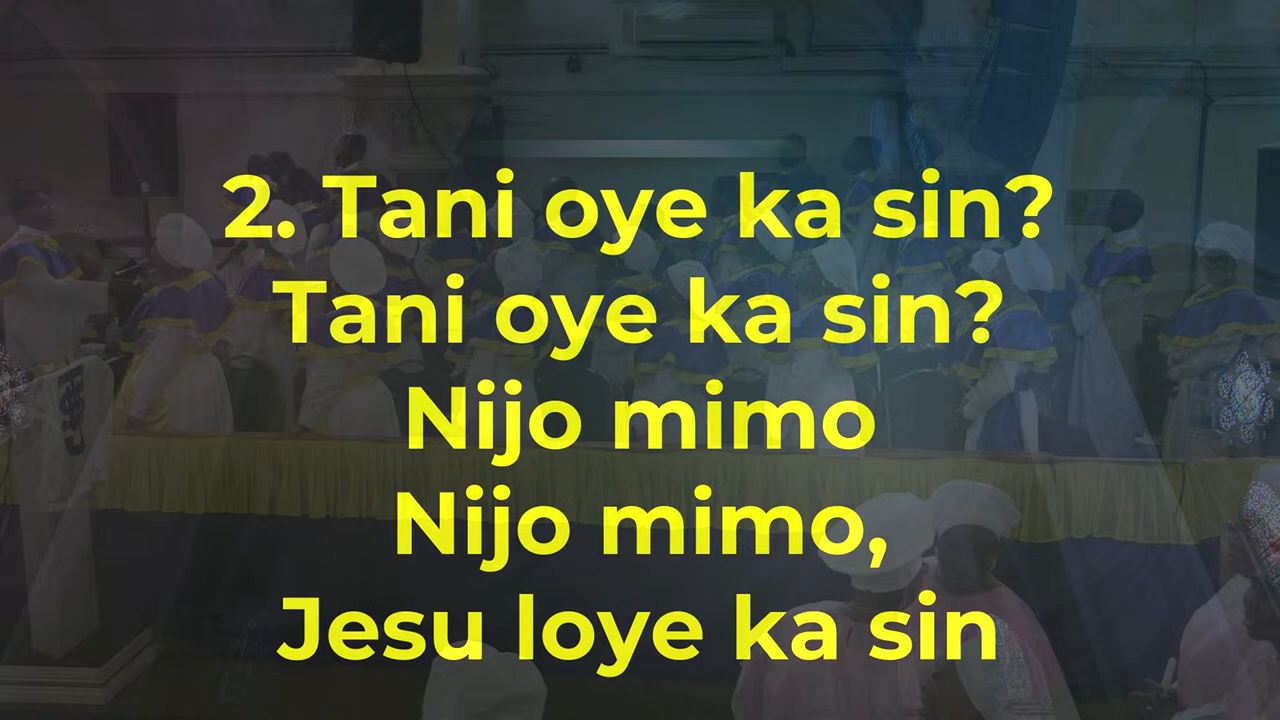 2. Tani oye ka sin?
Tani oye ka sin?
Nijo mimo
Nijo mimo,
Jesu loye ka sin